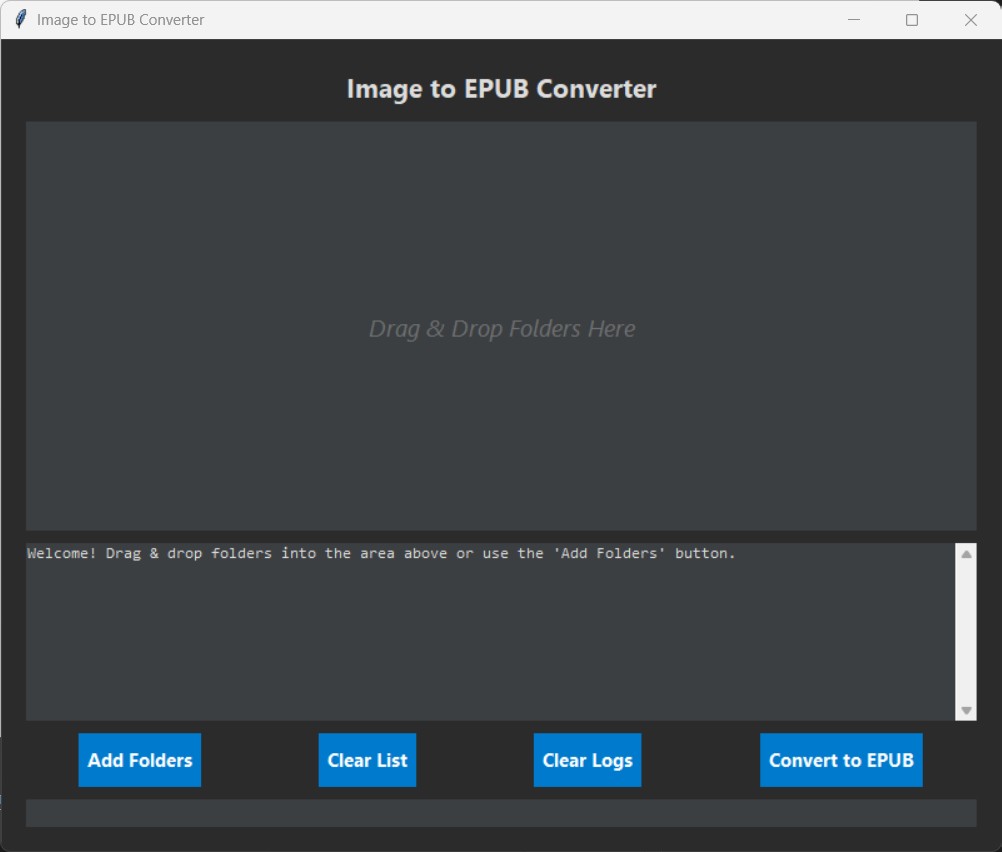 Image to EPUB Converter
Image to EPUB Converter
Drag & Drop Folders Here
Welcome! Drag & drop folders into the area above or use the 'Add Folders' button.
Add Folders
Clear List
Clear Logs
Convert to EPUB